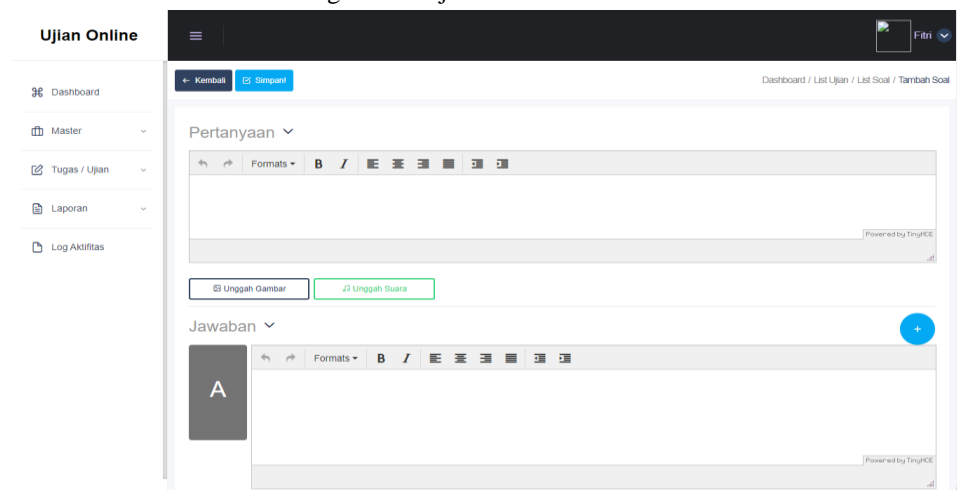 Ujian Online
Fitri
Kembali
Simpan!
Dashboard / List Ujian / List Soal / Tambah Soal
Dashboard
Master
Tugas / Ujian
Laporan
Log Aktifitas
Pertanyaan
Formats B I
Powered by TinyMCE
Unggah Gambar
Unggah Suara
Jawaban
+
A
Formats B I
Powered by TinyMCE